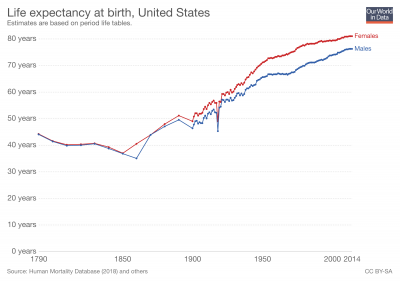 Life expectancy at birth, United States
Estimates are based on period life tables.
Our World
in Data
80 years
Females
Males
70 years
60 years
50 years
40 years
30 years
20 years
10 years
0 years
1790
1850
1900
1950
2000 2014
Source: Human Mortality Database (2018) and others
CC BY-SA